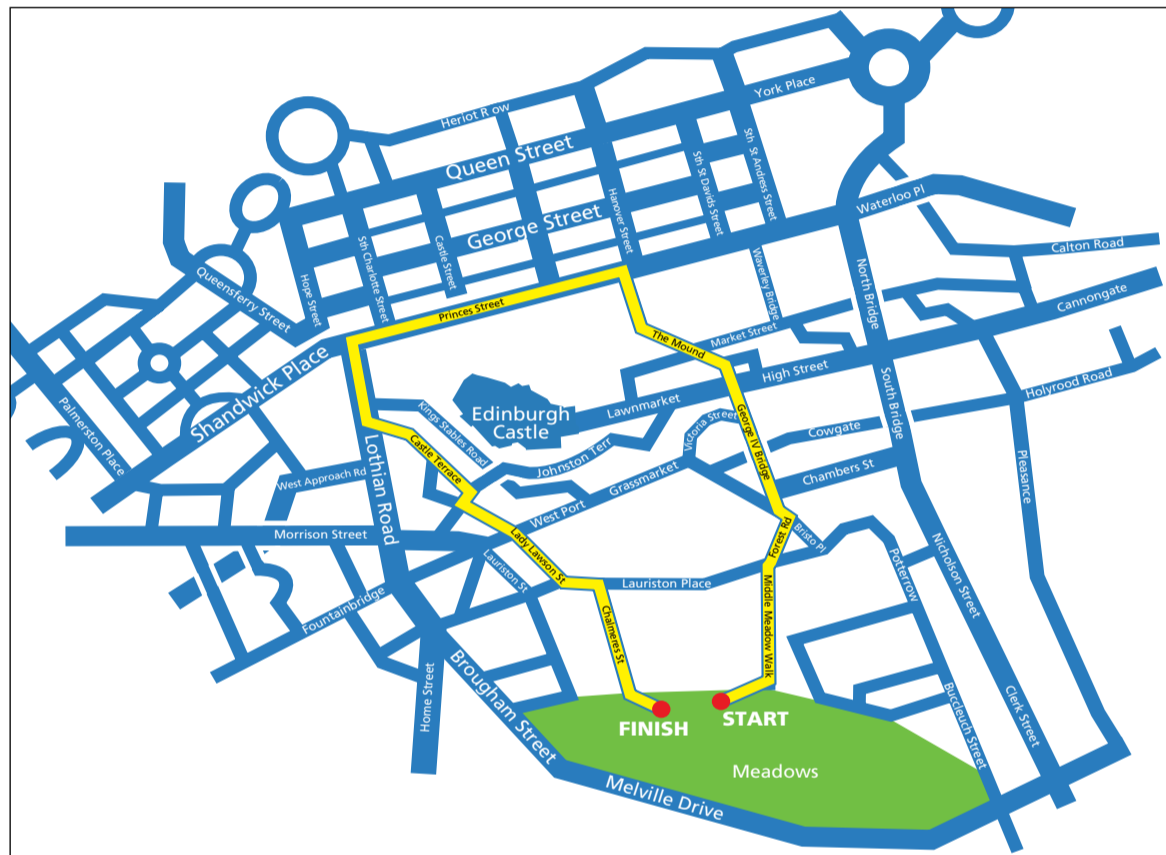 York Place
Heriot R ow
Queen Street
Sth St Andress Street
Sth St Davids Street
Hanover Street
George Street
Waterloo Pl
Castle Street
Sth Charlotte Street
Hope Street
Queensferry Street
Calton Road
Waverley Bridge
North Bridge
Cannongate
Princes Street
The Mound
Market Street
High Street
Shandwick Place
Palmerston Place
Holyrood Road
Edinburgh
Castle
Lawnmarket
Kings Stables Road
Victoria Street
George IV Bridge
South Bridge
Cowgate
Lothian Road
Castle Terrace
Johnston Terr
Grassmarket
Chambers St
Pleasance
West Approach Rd
West Port
Morrison Street
Lady Lawson St
Forest Rd
Bristo Pl
Lauriston St
Lauriston Place
Potterrow
Nicholson Street
Fountainbridge
Chalmeres St
Middle Meadow Walk
Home Street
Brougham Street
Buccleuch Street
Clerk Street
FINISH
START
Meadows
Melville Drive